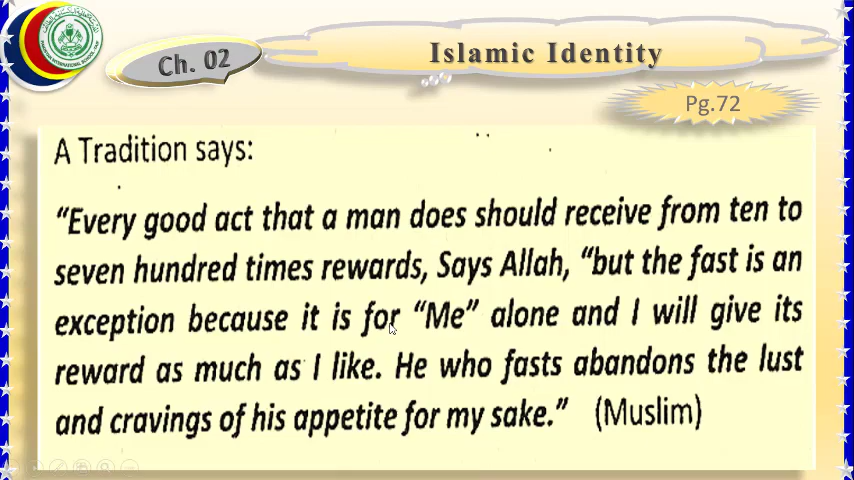 Ch. 02
Islamic Identity
Pg.72
A Tradition says:
“Every good act that a man does should receive from ten to
seven hundred times rewards, Says Allah, “but the fast is an
exception because it is for “Me” alone and I will give its
reward as much as I like. He who fasts abandons the lust
and cravings of his appetite for my sake.” (Muslim)